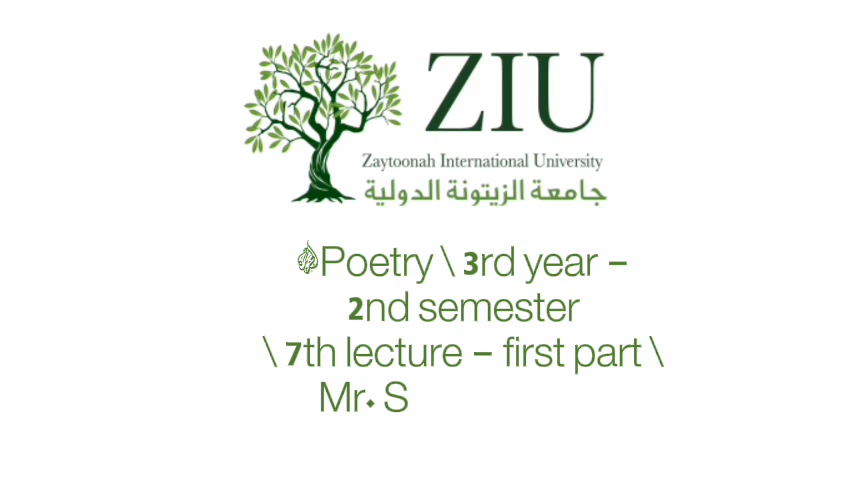 ZIU
Zaytoonah International University
جامعة الزيتونة الدولية
Poetry \ 3rd year -
2nd semester
\ 7th lecture - first part \
Mr. S